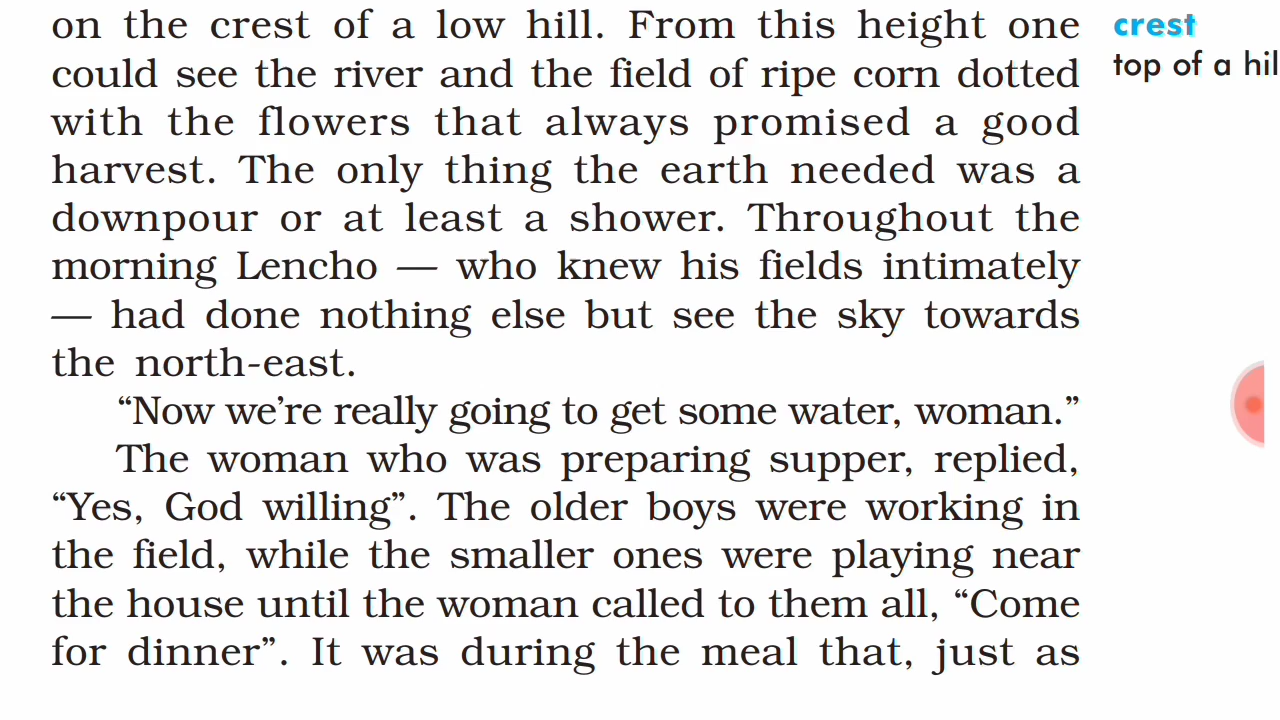 on the crest of a low hill. From this height one
could see the river and the field of ripe corn dotted
with the flowers that always promised a good
harvest. The only thing the earth needed was a
downpour or at least a shower. Throughout the
morning Lencho — who knew his fields intimately
— had done nothing else but see the sky towards
the north-east.
“Now we’re really going to get some water, woman.”
The woman who was preparing supper, replied,
“Yes, God willing”. The older boys were working in
the field, while the smaller ones were playing near
the house until the woman called to them all, “Come
for dinner”. It was during the meal that, just as
crest
top of a hil